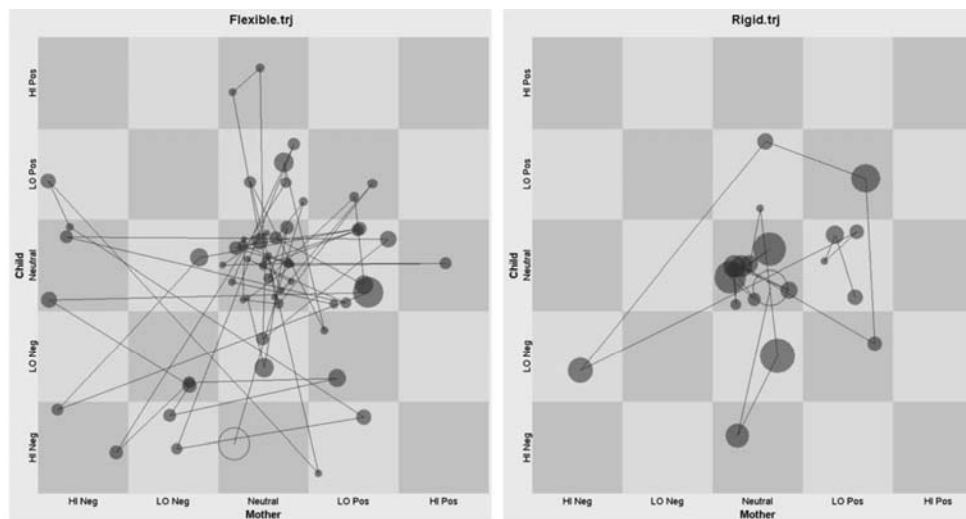 Flexible.trj
HI Pos
LO Pos
Neutral
LO Neg
HI Neg
Child
HI Neg LO Neg Neutral LO Pos HI Pos
Mother
Rigid.trj
HI Pos
LO Pos
Neutral
LO Neg
HI Neg
Child
HI Neg LO Neg Neutral LO Pos HI Pos
Mother